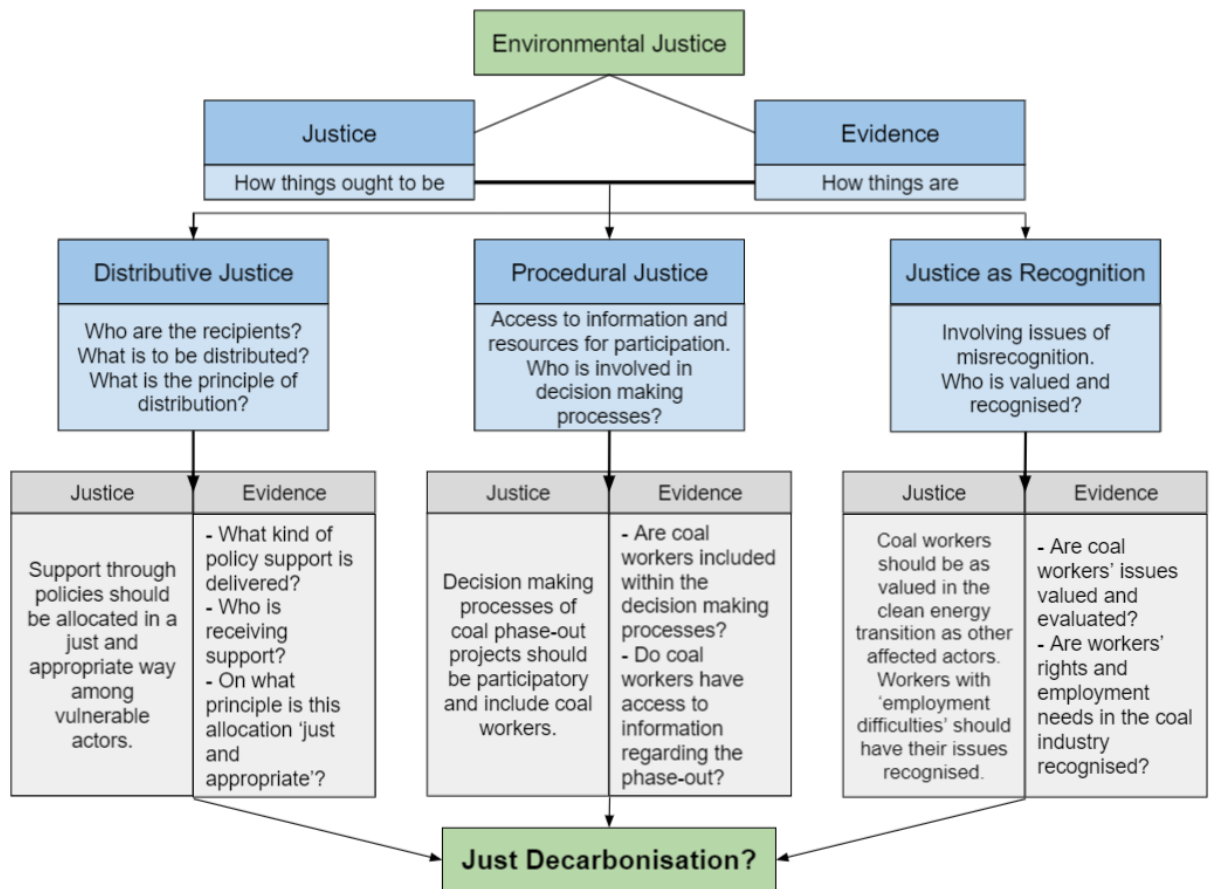 Environmental Justice
Justice
How things ought to be
Evidence
How things are
Distributive Justice
Who are the recipients?
What is to be distributed?
What is the principle of
distribution?
Procedural Justice
Access to information and
resources for participation.
Who is involved in
decision making
processes?
Justice as Recognition
Involving issues of
misrecognition.
Who is valued and
recognised?
Justice
Support through
policies should
be allocated in a
just and
appropriate way
among
vulnerable
actors.
Evidence
- What kind of
policy support is
delivered?
- Who is
receiving
support?
- On what
principle is this
allocation ‘just
and
appropriate’?
Justice
Decision making
processes of
coal phase-out
projects should
be participatory
and include coal
workers.
Evidence
- Are coal
workers included
within the
decision making
processes?
- Do coal
workers have
access to
information
regarding the
phase-out?
Justice
Coal workers
should be as
valued in the
clean energy
transition as other
affected actors.
Workers with
‘employment
difficulties’ should
have their issues
recognised.
Evidence
- Are coal
workers’ issues
valued and
evaluated?
- Are workers’
rights and
employment
needs in the coal
industry
recognised?
Just Decarbonisation?